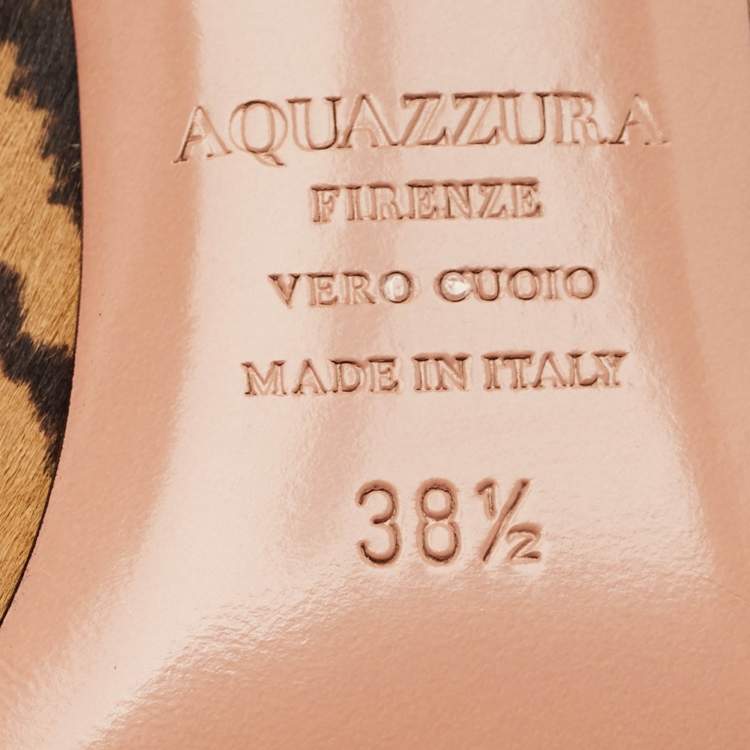 AQUAZZURA
FIRENZE
VERO CUOIO
MADE IN ITALY
38½